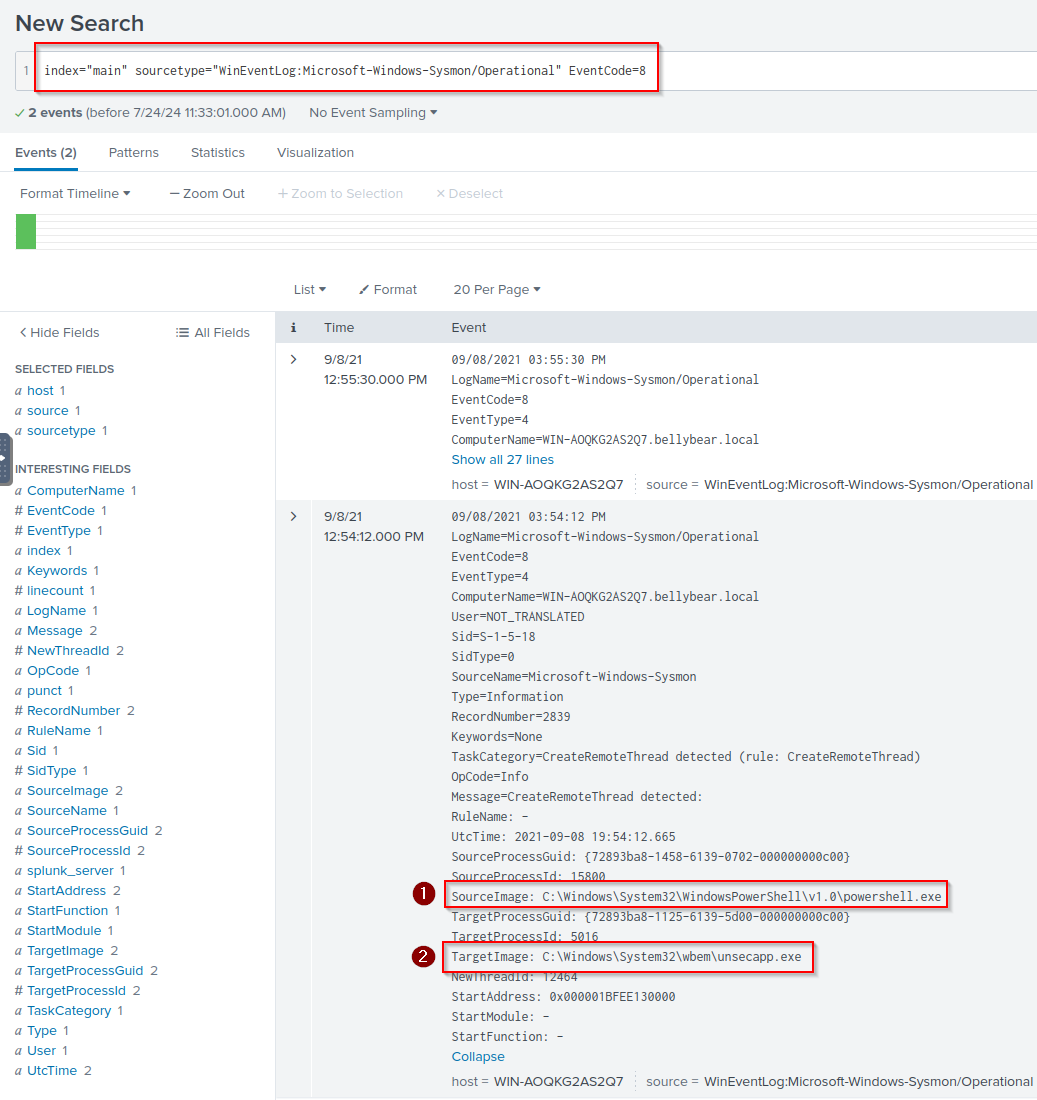 New Search
1 index="main" sourcetype="WinEventLog:Microsoft-Windows-Sysmon/Operational" EventCode=8
2 events (before 7/24/24 11:33:01.000 AM) No Event Sampling
Events (2) Patterns Statistics Visualization
Format Timeline — Zoom Out + Zoom to Selection × Deselect
List Format 20 Per Page
Hide Fields All Fields
SELECTED FIELDS
a host 1
a source 1
a sourcetype 1
INTERESTING FIELDS
a ComputerName 1
# EventCode 1
# EventType 1
a index 1
a Keywords 1
# linecount 1
a LogName 1
a Message 2
# NewThreadId 2
a OpCode 1
a punct 1
# RecordNumber 2
a RuleName 1
a Sid 1
# SidType 1
a SourceImage 2
a SourceName 1
a SourceProcessGuid 2
# SourceProcessId 2
a splunk_server 1
a StartAddress 2
a StartFunction 1
a StartModule 1
a TargetImage 2
a TargetProcessGuid 2
# TargetProcessId 2
a TaskCategory 1
a Type 1
a User 1
a UtcTime 2
i Time Event
9/8/21 09/08/2021 03:55:30 PM
12:55:30.000 PM LogName=Microsoft-Windows-Sysmon/Operational
EventCode=8
EventType=4
ComputerName=WIN-AOQKG2AS2Q7.bellybear.local
Show all 27 lines
host = WIN-AOQKG2AS2Q7 source = WinEventLog:Microsoft-Windows-Sysmon/Operational
9/8/21 09/08/2021 03:54:12 PM
12:54:12.000 PM LogName=Microsoft-Windows-Sysmon/Operational
EventCode=8
EventType=4
ComputerName=WIN-AOQKG2AS2Q7.bellybear.local
User=NOT_TRANSLATED
Sid=S-1-5-18
SidType=0
SourceName=Microsoft-Windows-Sysmon
Type=Information
RecordNumber=2839
Keywords=None
TaskCategory=CreateRemoteThread detected (rule: CreateRemoteThread)
OpCode=Info
Message=CreateRemoteThread detected:
RuleName: -
UtcTime: 2021-09-08 19:54:12.665
SourceProcessGuid: {72893ba8-1458-6139-0702-000000000c00}
SourceProcessId: 15800
1 SourceImage: C:\Windows\System32\WindowsPowerShell\v1.0\powershell.exe
TargetProcessGuid: {72893ba8-1125-6139-5d00-000000000c00}
TargetProcessId: 5016
2 TargetImage: C:\Windows\System32\wbem\unsecapp.exe
NewThreadId: 12464
StartAddress: 0x000001BFEE130000
StartModule: -
StartFunction: -
Collapse
host = WIN-AOQKG2AS2Q7 source = WinEventLog:Microsoft-Windows-Sysmon/Operational